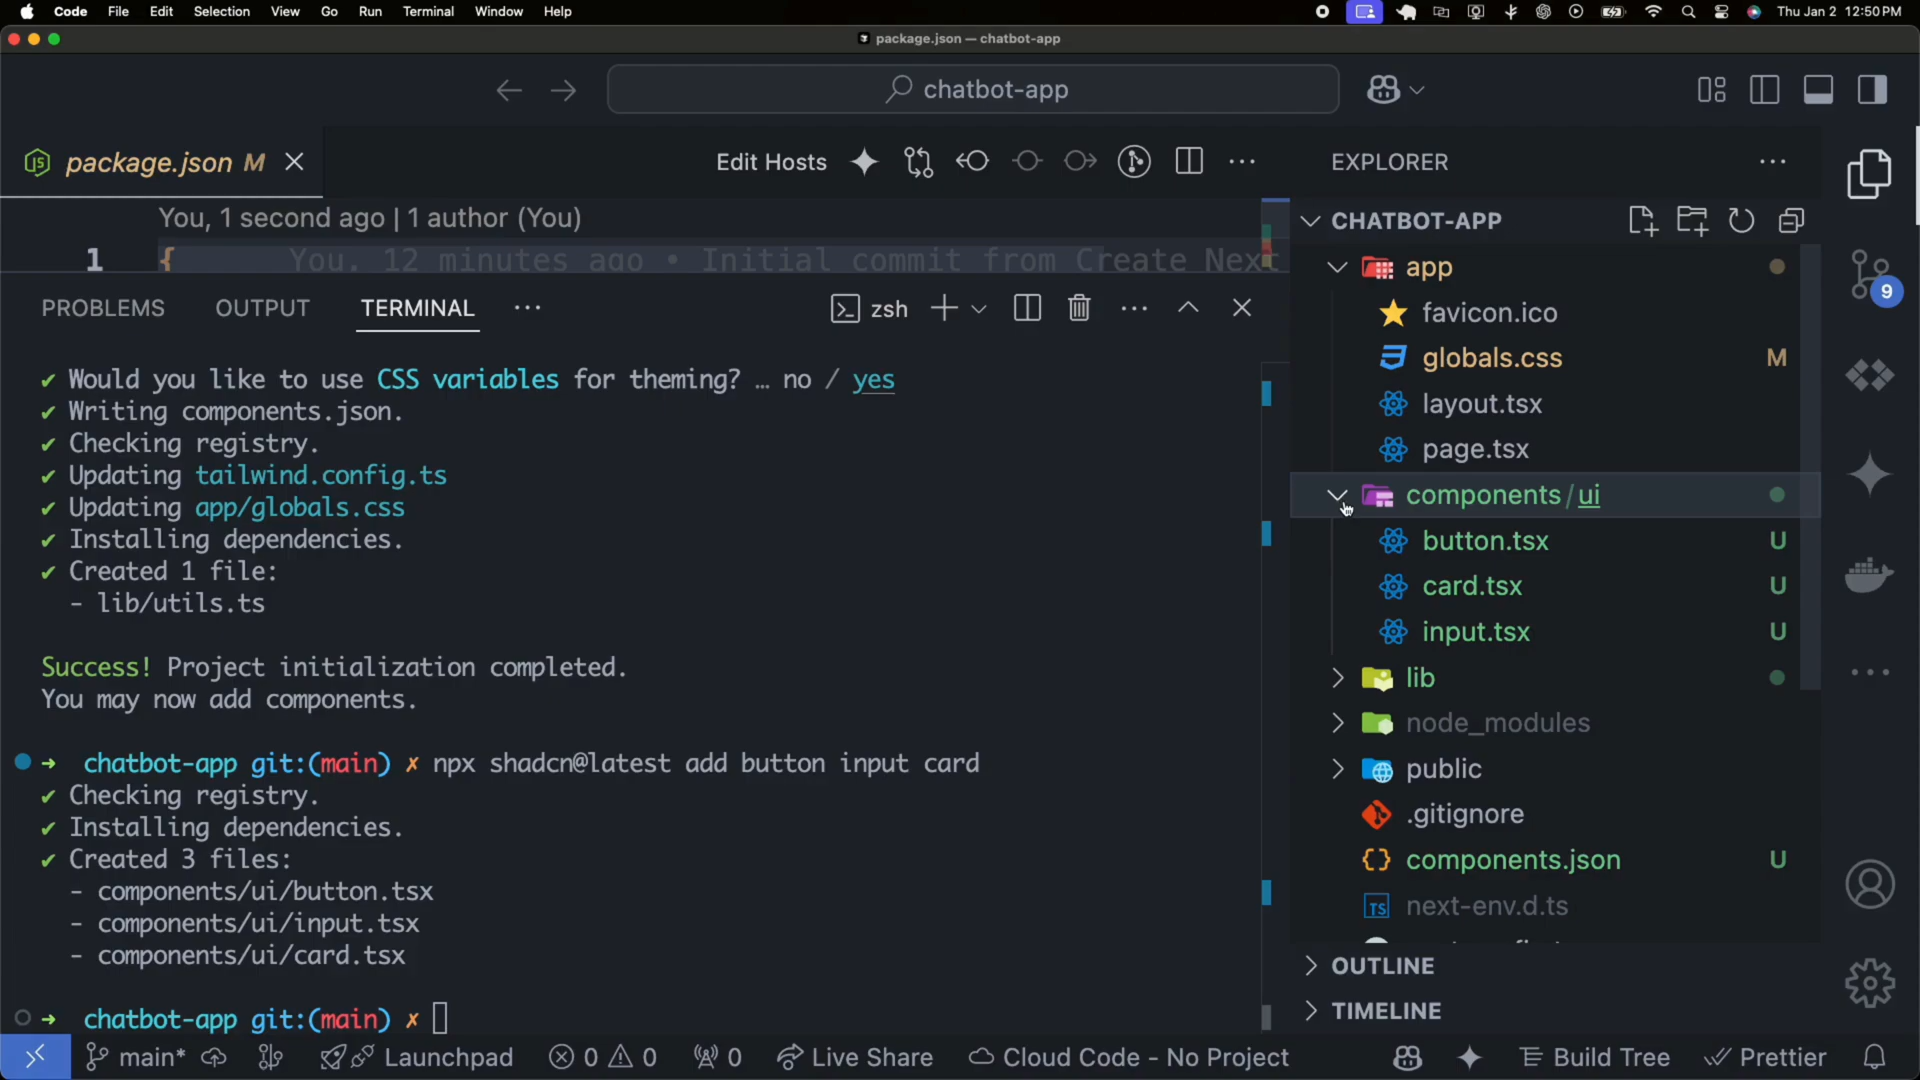 Code File Edit Selection View Go Run Terminal Window Help Thu Jan 2 12:50 PM
package.json — chatbot-app
chatbot-app
package.json M
Edit Hosts
You, 1 second ago | 1 author (You)
1 { You, 12 minutes ago • Initial commit from Create Next
PROBLEMS OUTPUT TERMINAL zsh
✔ Would you like to use CSS variables for theming? … no / yes
✔ Writing components.json.
✔ Checking registry.
✔ Updating tailwind.config.ts
✔ Updating app/globals.css
✔ Installing dependencies.
✔ Created 1 file:
- lib/utils.ts
Success! Project initialization completed.
You may now add components.
➜ chatbot-app git:(main) ✗ npx shadcn@latest add button input card
✔ Checking registry.
✔ Installing dependencies.
✔ Created 3 files:
- components/ui/button.tsx
- components/ui/input.tsx
- components/ui/card.tsx
➜ chatbot-app git:(main) ✗
EXPLORER
CHATBOT-APP
app
favicon.ico
globals.css M
layout.tsx
page.tsx
components/ui
button.tsx U
card.tsx U
input.tsx U
lib
node_modules
public
.gitignore
components.json U
TS next-env.d.ts
OUTLINE
TIMELINE
9
main* Launchpad 0 0 0 Live Share Cloud Code - No Project Build Tree Prettier